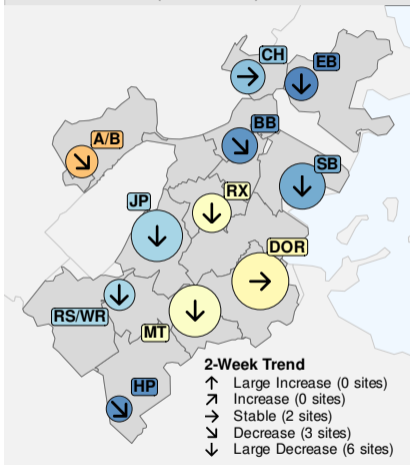 CH
EB
BB
A/B
SB
RX
JP
DOR
RS/WR
MT
HP
2-Week Trend
↑ Large Increase (0 sites)
↗ Increase (0 sites)
→ Stable (2 sites)
↘ Decrease (3 sites)
↓ Large Decrease (6 sites)